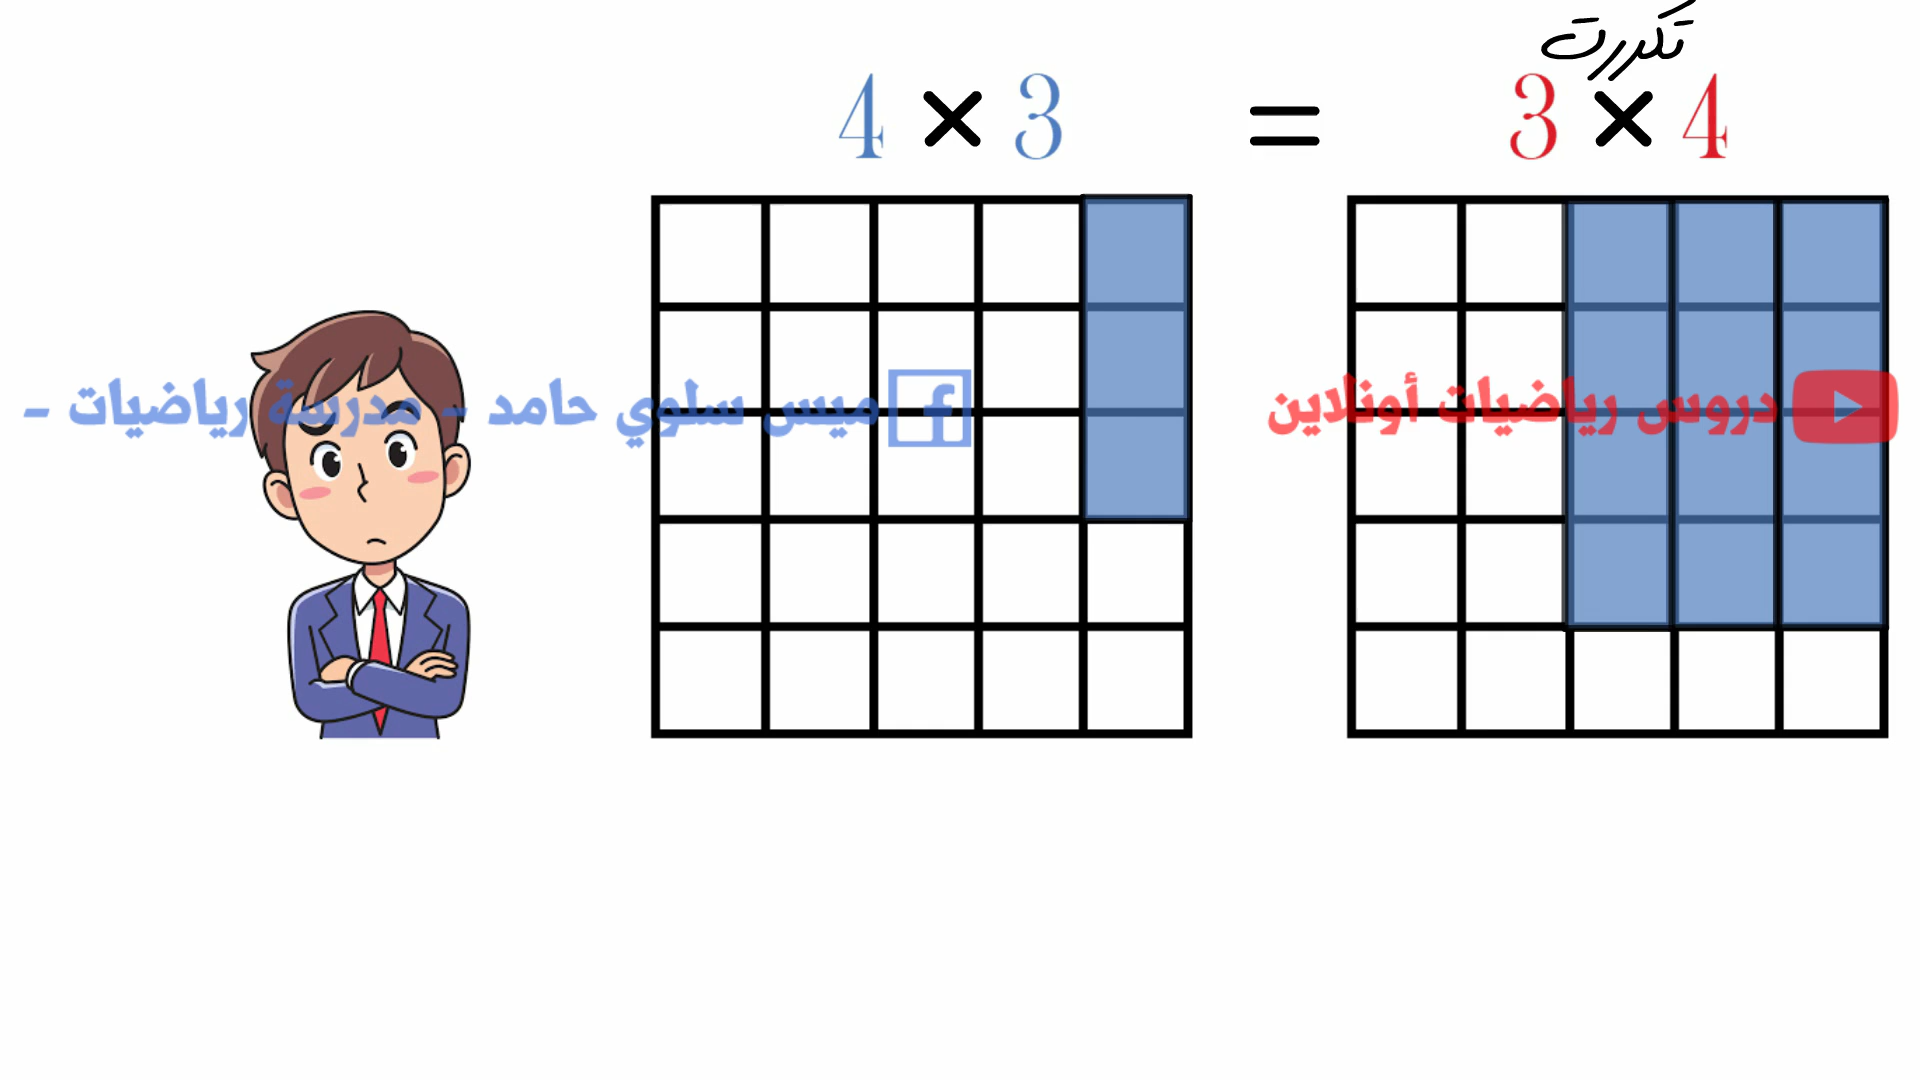 تكررت
4 × 3 = 3 × 4
دروس رياضيات أونلاين
ميس سلوي حامد - مدرسة رياضيات -